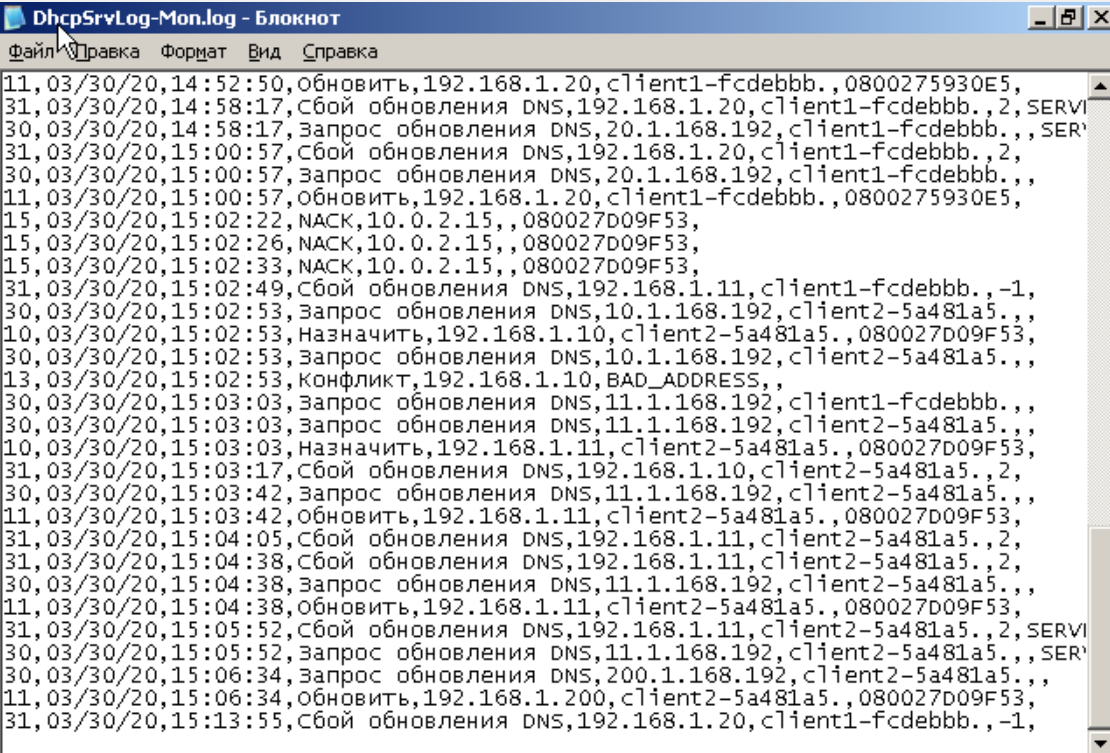 DhcpSrvLog-Mon.log - Блокнот
Файл Правка Формат Вид Справка
11,03/30/20,14:52:50,Обновить,192.168.1.20,client1-fcdebbb.,0800275930E5,
31,03/30/20,14:58:17,Сбой обновления DNS,192.168.1.20,client1-fcdebbb.,2,SERVI
30,03/30/20,14:58:17,Запрос обновления DNS,20.1.168.192,client1-fcdebbb.,,SERV
31,03/30/20,15:00:57,Сбой обновления DNS,192.168.1.20,client1-fcdebbb.,2,
30,03/30/20,15:00:57,Запрос обновления DNS,20.1.168.192,client1-fcdebbb.,,
11,03/30/20,15:00:57,Обновить,192.168.1.20,client1-fcdebbb.,0800275930E5,
15,03/30/20,15:02:22,NACK,10.0.2.15,,080027D09F53,
15,03/30/20,15:02:26,NACK,10.0.2.15,,080027D09F53,
15,03/30/20,15:02:33,NACK,10.0.2.15,,080027D09F53,
31,03/30/20,15:02:49,Сбой обновления DNS,192.168.1.11,client1-fcdebbb.,-1,
30,03/30/20,15:02:53,Запрос обновления DNS,10.1.168.192,client2-5a481a5.,,
10,03/30/20,15:02:53,Назначить,192.168.1.10,client2-5a481a5.,080027D09F53,
30,03/30/20,15:02:53,Запрос обновления DNS,10.1.168.192,client2-5a481a5.,,
13,03/30/20,15:02:53,Конфликт,192.168.1.10,BAD_ADDRESS,,
30,03/30/20,15:03:03,Запрос обновления DNS,11.1.168.192,client1-fcdebbb.,,
30,03/30/20,15:03:03,Запрос обновления DNS,11.1.168.192,client2-5a481a5.,,
10,03/30/20,15:03:03,Назначить,192.168.1.11,client2-5a481a5.,080027D09F53,
31,03/30/20,15:03:17,Сбой обновления DNS,192.168.1.10,client2-5a481a5.,2,
30,03/30/20,15:03:42,Запрос обновления DNS,11.1.168.192,client2-5a481a5.,,
11,03/30/20,15:03:42,Обновить,192.168.1.11,client2-5a481a5.,080027D09F53,
31,03/30/20,15:04:05,Сбой обновления DNS,192.168.1.11,client2-5a481a5.,2,
31,03/30/20,15:04:38,Сбой обновления DNS,192.168.1.11,client2-5a481a5.,2,
30,03/30/20,15:04:38,Запрос обновления DNS,11.1.168.192,client2-5a481a5.,,
11,03/30/20,15:04:38,Обновить,192.168.1.11,client2-5a481a5.,080027D09F53,
31,03/30/20,15:05:52,Сбой обновления DNS,192.168.1.11,client2-5a481a5.,2,SERVI
30,03/30/20,15:05:52,Запрос обновления DNS,11.1.168.192,client2-5a481a5.,,SERV
30,03/30/20,15:06:34,Запрос обновления DNS,200.1.168.192,client2-5a481a5.,,
11,03/30/20,15:06:34,Обновить,192.168.1.200,client2-5a481a5.,080027D09F53,
31,03/30/20,15:13:55,Сбой обновления DNS,192.168.1.20,client1-fcdebbb.,-1,